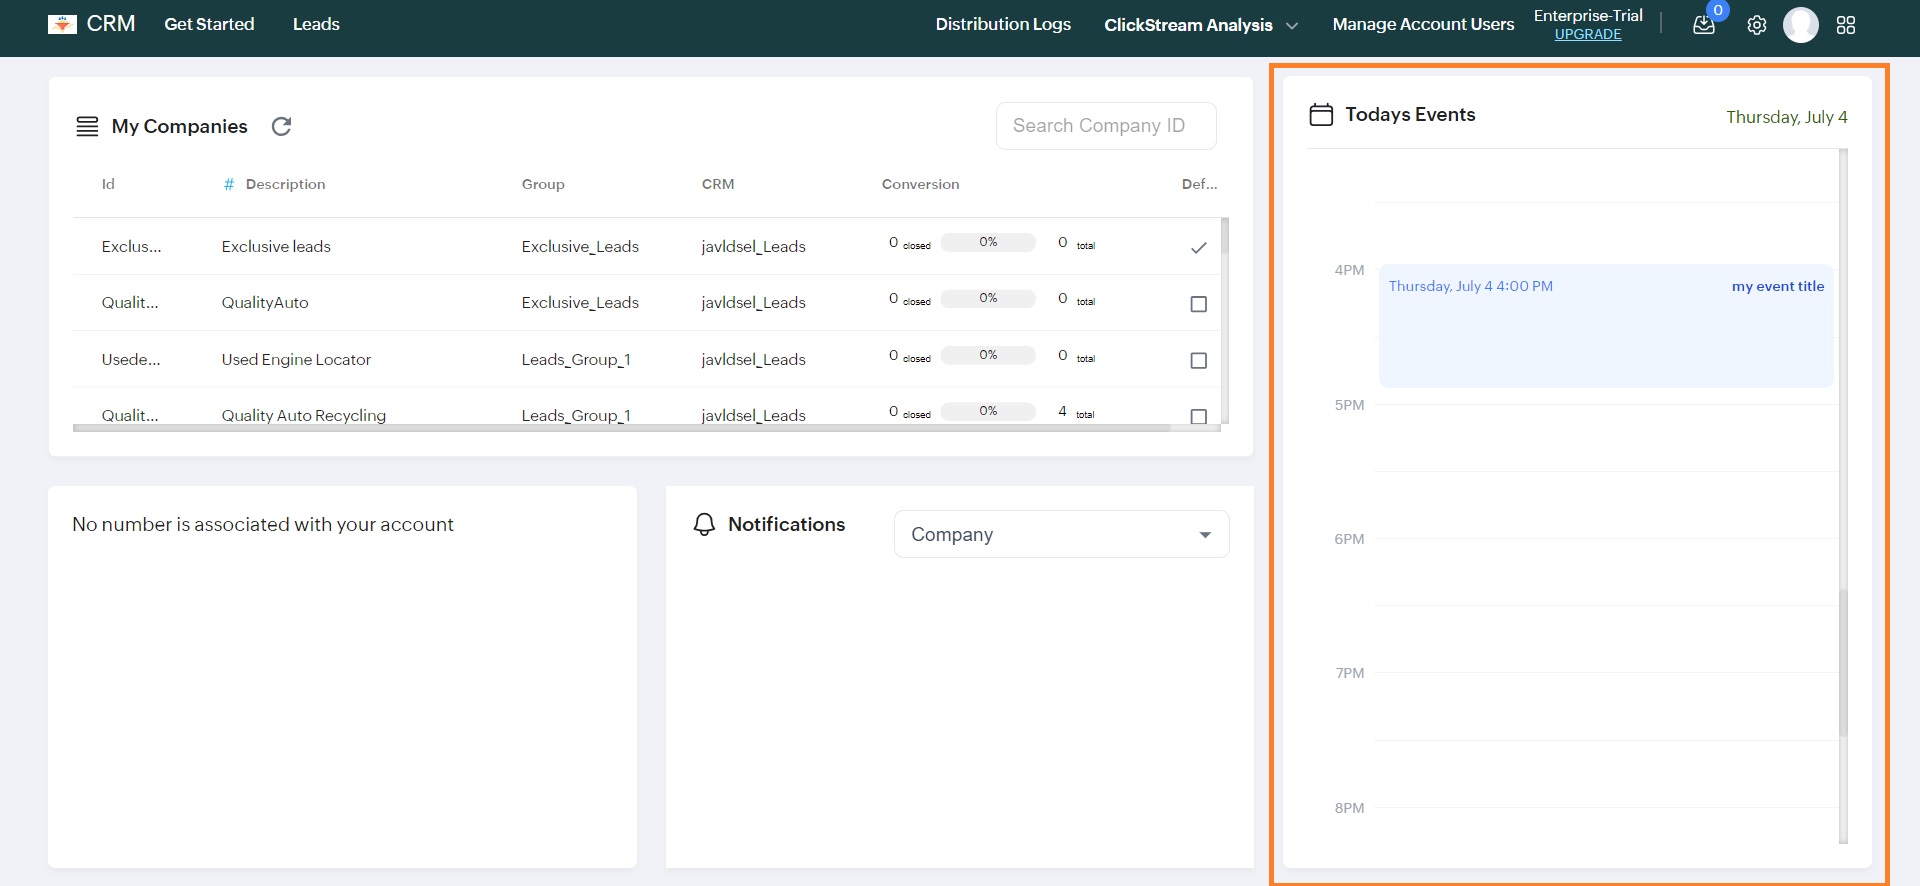 CRM Get Started Leads Distribution Logs ClickStream Analysis Manage Account Users Enterprise-Trial 0
UPGRADE
My Companies Search Company ID
Id # Description Group CRM Conversion Def...
Exclus... Exclusive leads Exclusive_Leads javldsel_Leads 0 closed 0% 0 total
Qualit... QualityAuto Exclusive_Leads javldsel_Leads 0 closed 0% 0 total
Usede... Used Engine Locator Leads_Group_1 javldsel_Leads 0 closed 0% 0 total
Qualit... Quality Auto Recycling Leads_Group_1 javldsel_Leads 0 closed 0% 4 total
No number is associated with your account
Notifications Company
Todays Events Thursday, July 4
4PM
Thursday, July 4 4:00 PM my event title
5PM
6PM
7PM
8PM